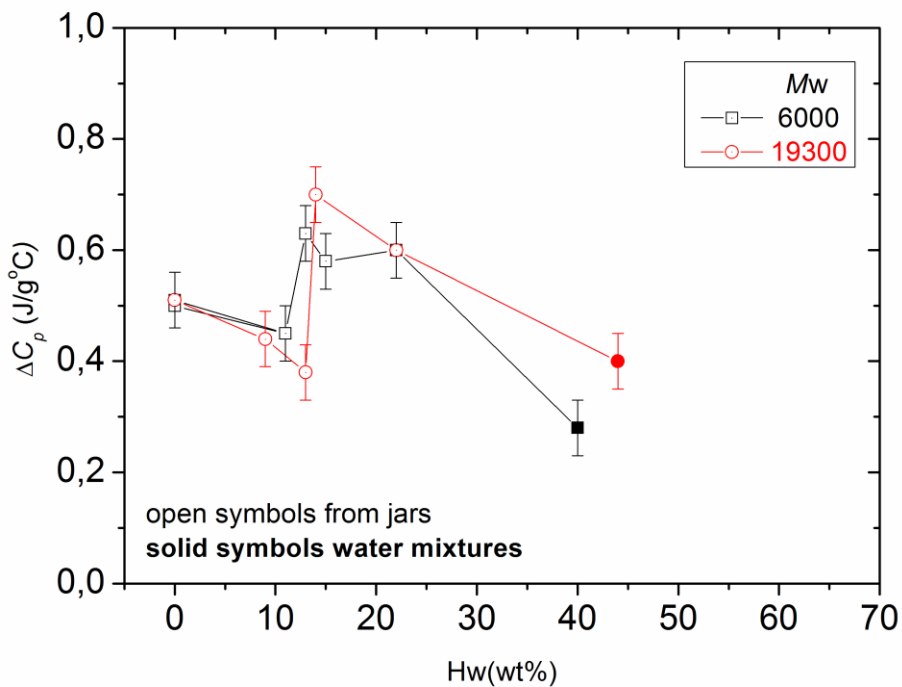 1,0
0,8
0,6
0,4
0,2
0,0
ΔCp (J/g°C)
Mw
6000
19300
open symbols from jars
solid symbols water mixtures
0 10 20 30 40 50 60 70
Hw(wt%)